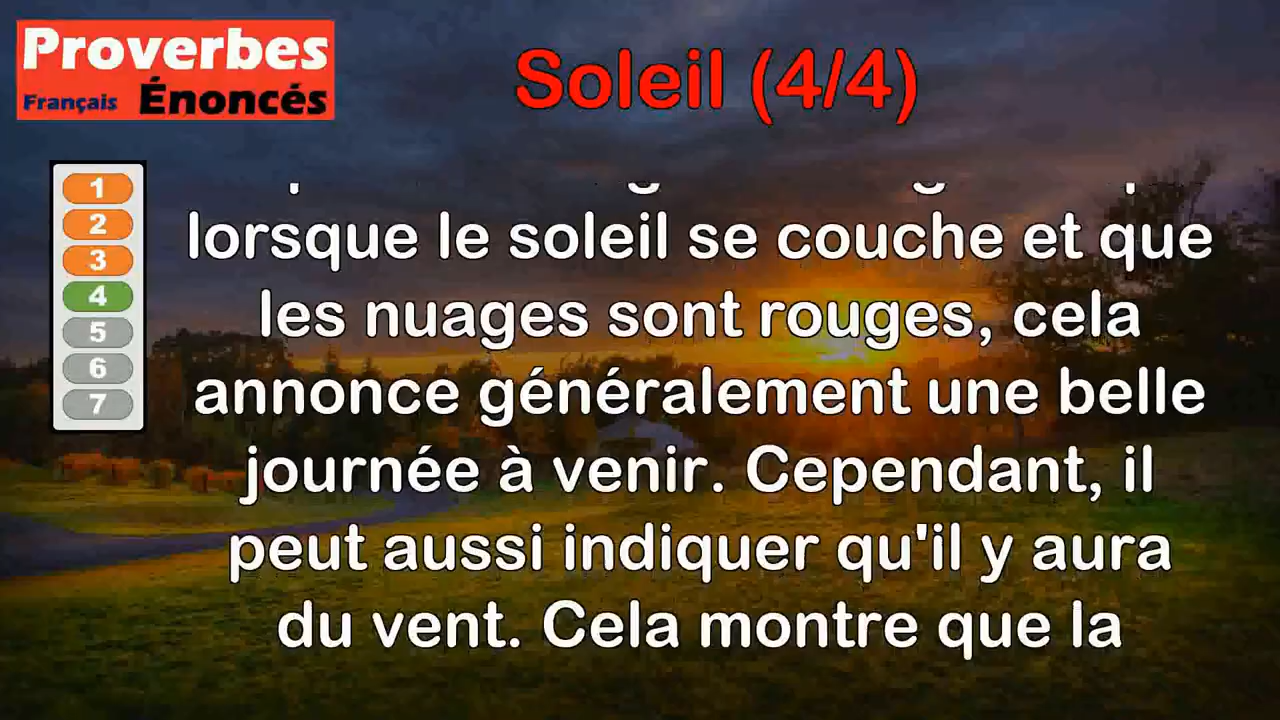 Proverbes
Français Énoncés
Soleil (4/4)
1
2
3
4
5
6
7
lorsque le soleil se couche et que
les nuages sont rouges, cela
annonce généralement une belle
journée à venir. Cependant, il
peut aussi indiquer qu'il y aura
du vent. Cela montre que la